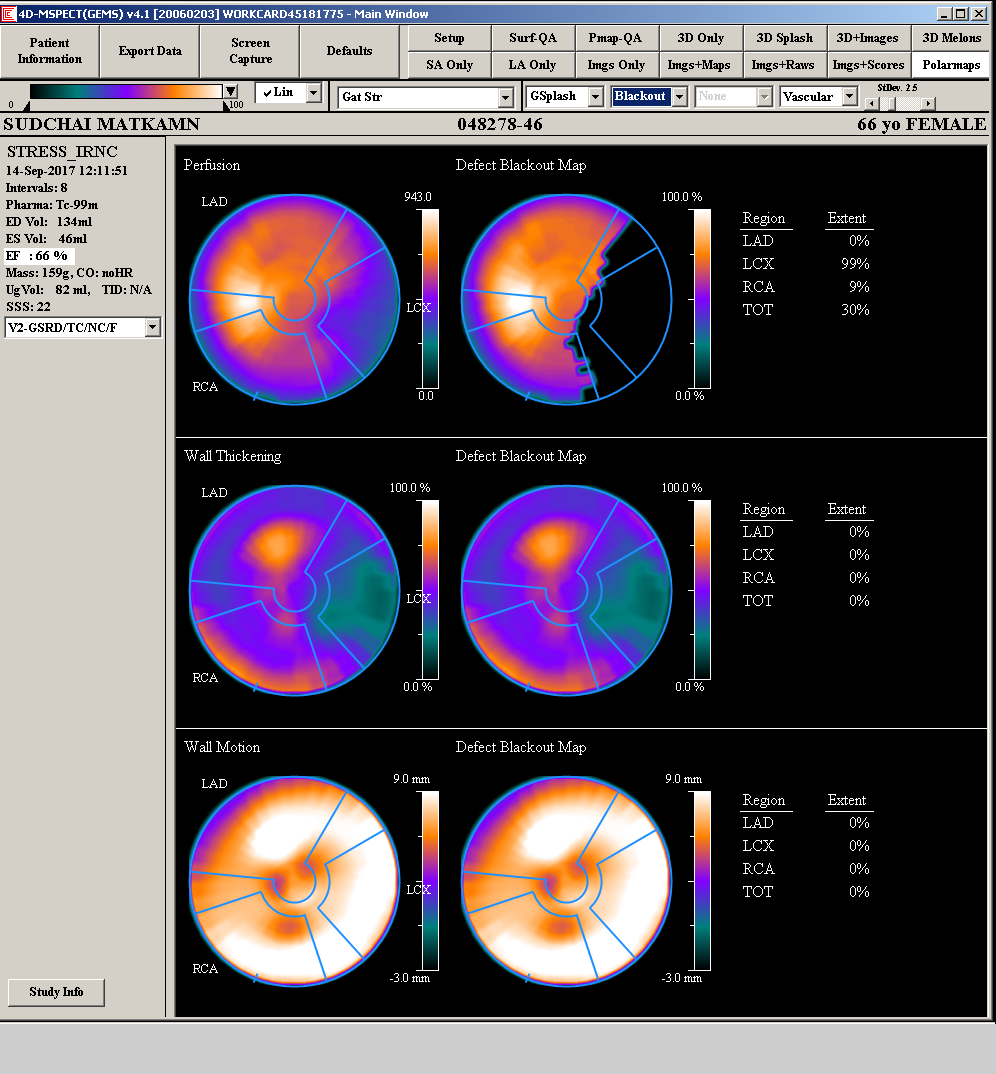 4D-MSPECT(GEMS) v4.1 [20060203] WORKCARD45181775 - Main Window
Patient Information
Export Data
Screen Capture
Defaults
Setup
Surf-QA
Pmap-QA
3D Only
3D Splash
3D+Images
3D Melons
SA Only
LA Only
Imgs Only
Imgs+Maps
Imgs+Raws
Imgs+Scores
Polarmaps
0
100
Lin
Gat Str
GSplash
Blackout
None
Vascular
StDev. 2.5
SUDCHAI MATKAMN
048278-46
66 yo FEMALE
STRESS_IRNC
14-Sep-2017 12:11:51
Intervals: 8
Pharma: Tc-99m
ED Vol: 134ml
ES Vol: 46ml
EF : 66 %
Mass: 159g, CO: noHR
UgVol: 82 ml, TID: N/A
SSS: 22
V2-GSRD/TC/NC/F
Perfusion
LAD
LCX
RCA
943.0
0.0
Defect Blackout Map
100.0 %
0.0 %
Region Extent
LAD 0%
LCX 99%
RCA 9%
TOT 30%
Wall Thickening
LAD
LCX
RCA
100.0 %
0.0 %
Defect Blackout Map
100.0 %
0.0 %
Region Extent
LAD 0%
LCX 0%
RCA 0%
TOT 0%
Wall Motion
LAD
LCX
RCA
9.0 mm
-3.0 mm
Defect Blackout Map
9.0 mm
-3.0 mm
Region Extent
LAD 0%
LCX 0%
RCA 0%
TOT 0%
Study Info